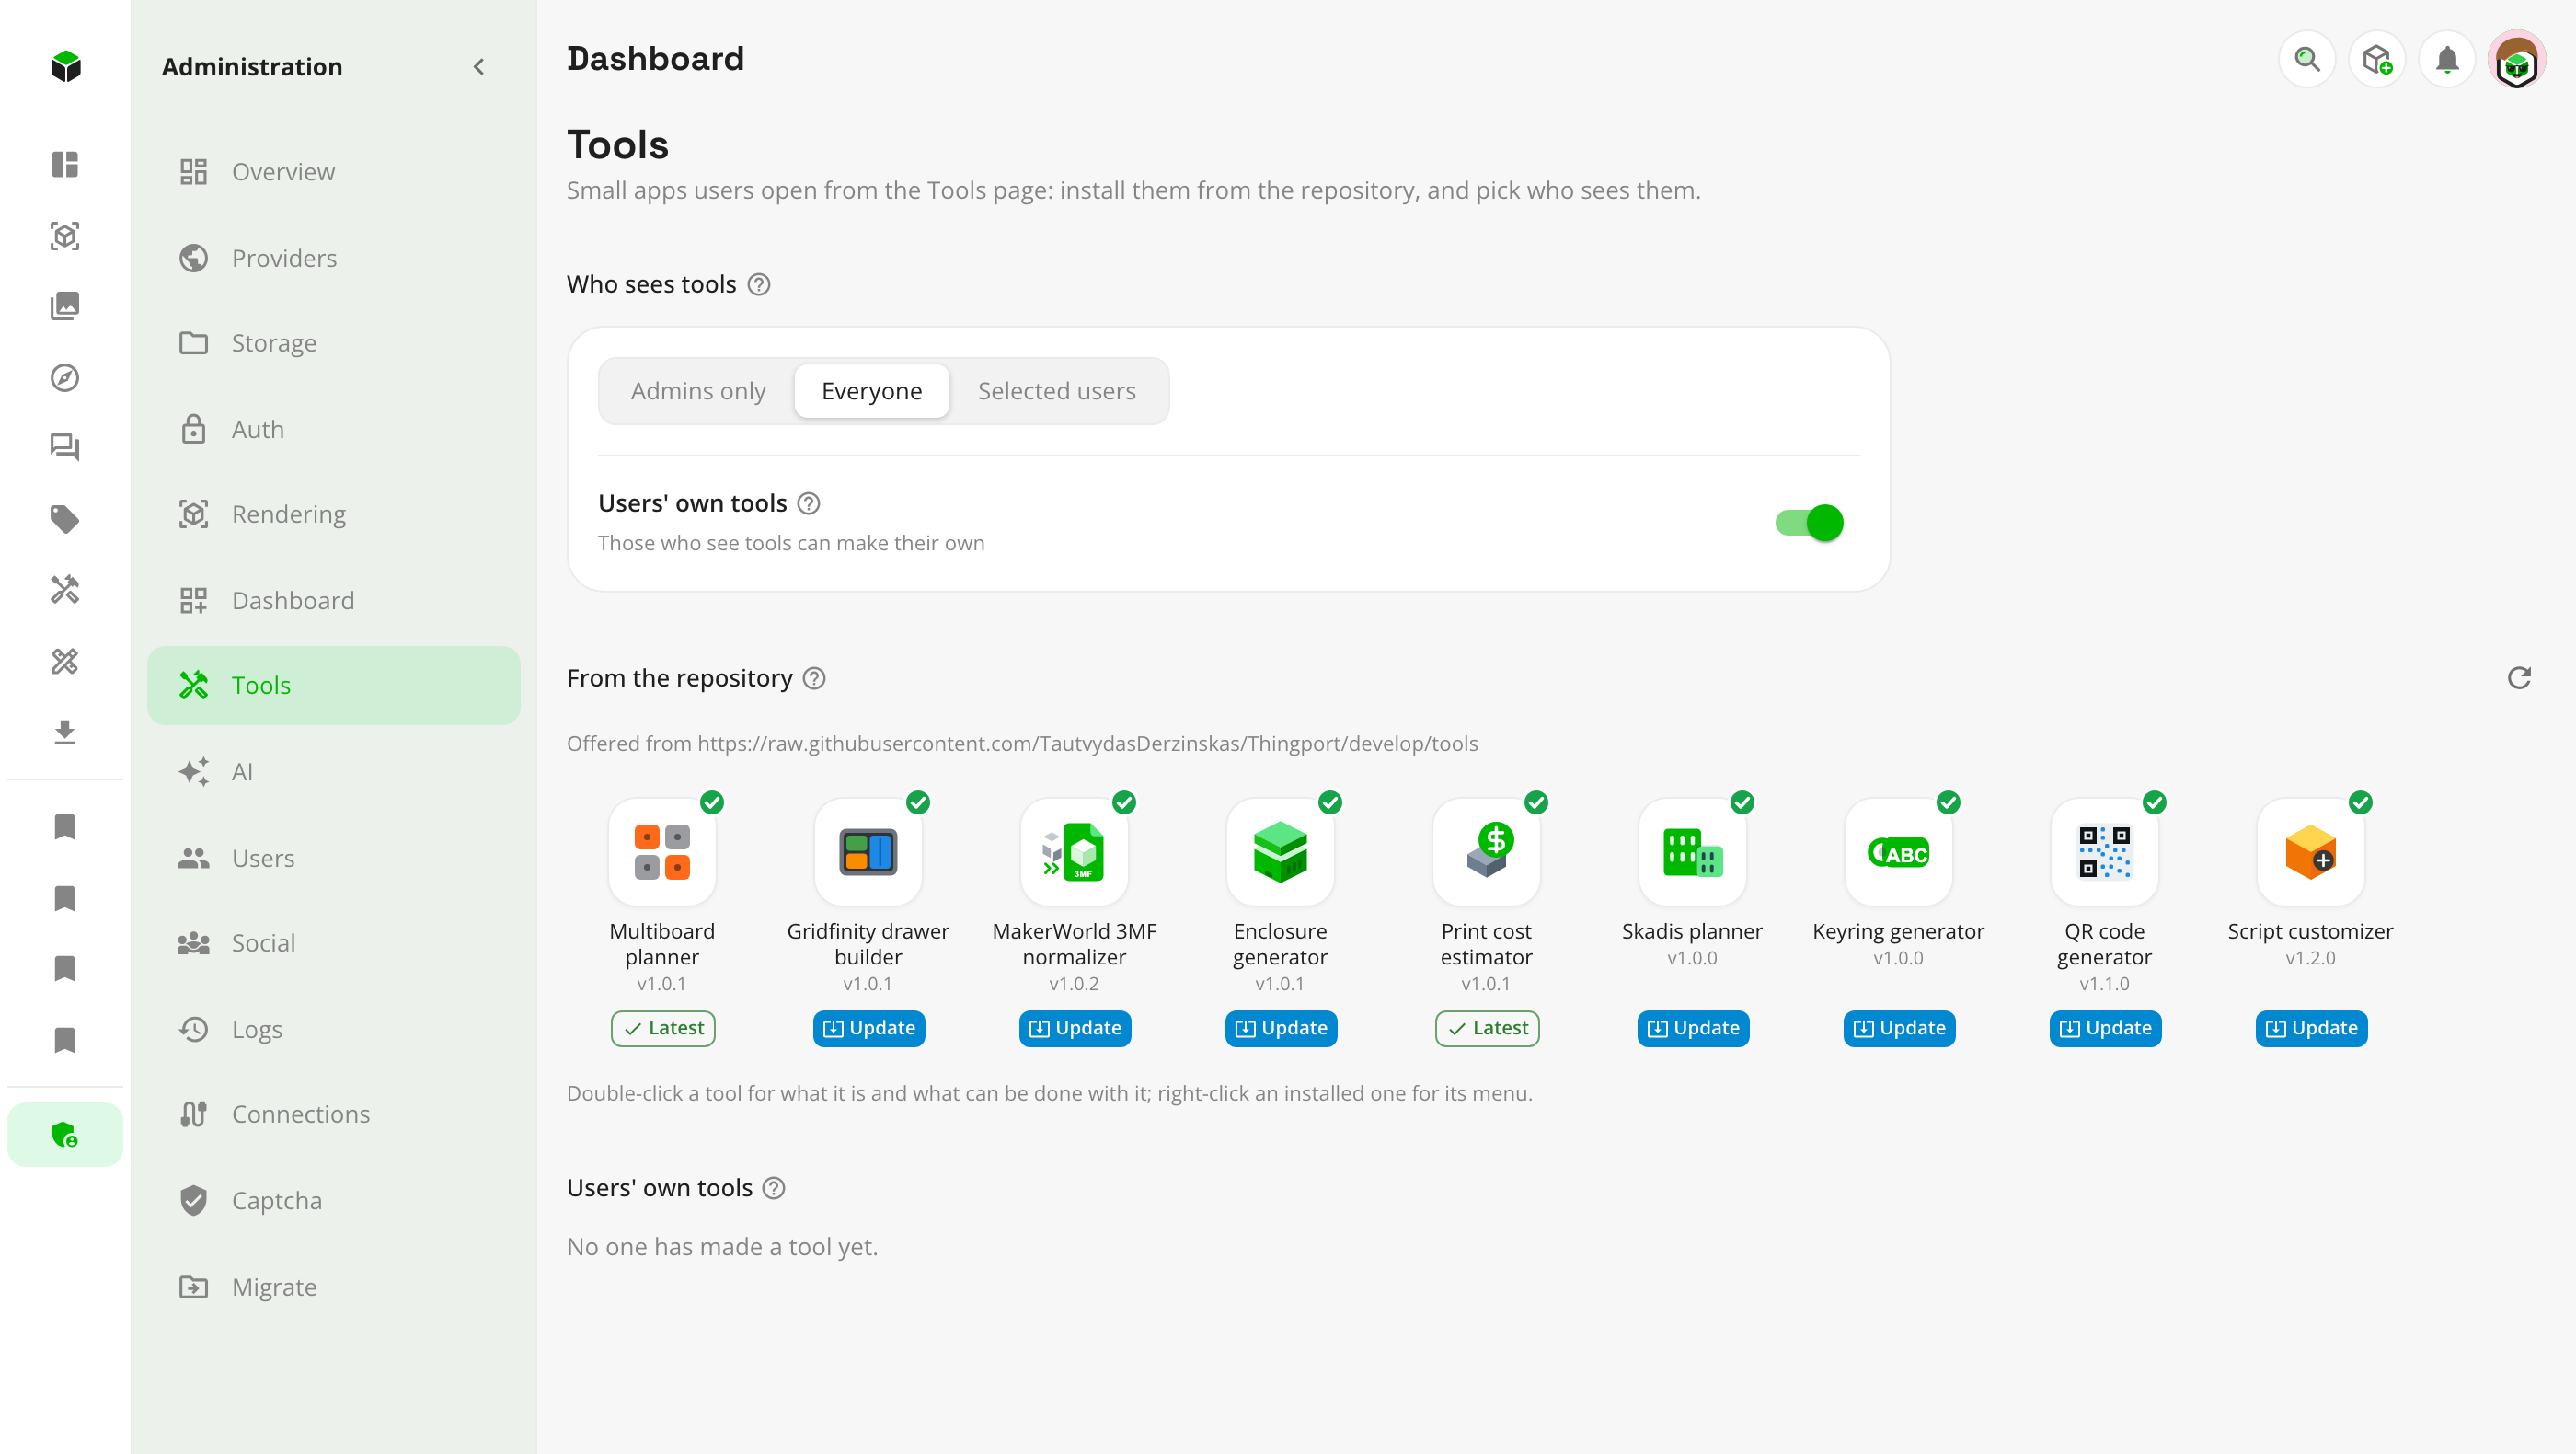 Administration
Dashboard
Tools
Small apps users open from the Tools page: install them from the repository, and pick who sees them.
Overview
Providers
Storage
Auth
Rendering
Dashboard
Tools
AI
Users
Social
Logs
Connections
Captcha
Migrate
Who sees tools
Admins only Everyone Selected users
Users' own tools
Those who see tools can make their own
From the repository
Offered from https://raw.githubusercontent.com/TautvydasDerzinskas/Thingport/develop/tools
3MF
$
ABC
Multiboard planner
v1.0.1
Latest
Gridfinity drawer builder
v1.0.1
Update
MakerWorld 3MF normalizer
v1.0.2
Update
Enclosure generator
v1.0.1
Update
Print cost estimator
v1.0.1
Latest
Skadis planner
v1.0.0
Update
Keyring generator
v1.0.0
Update
QR code generator
v1.1.0
Update
Script customizer
v1.2.0
Update
Double-click a tool for what it is and what can be done with it; right-click an installed one for its menu.
Users' own tools
No one has made a tool yet.